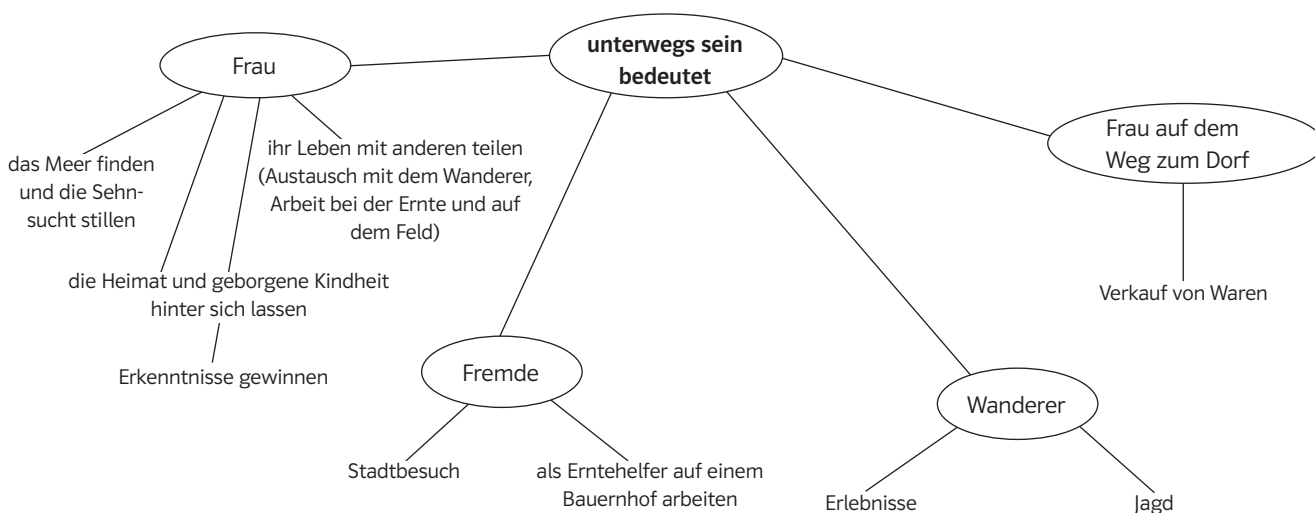 unterwegs sein
bedeutet
Frau
das Meer finden
und die Sehn-
sucht stillen
die Heimat und geborgene Kindheit
hinter sich lassen
Erkenntnisse gewinnen
ihr Leben mit anderen teilen
(Austausch mit dem Wanderer,
Arbeit bei der Ernte und auf
dem Feld)
Fremde
Stadtbesuch
als Erntehelfer auf einem
Bauernhof arbeiten
Wanderer
Erlebnisse
Jagd
Frau auf dem
Weg zum Dorf
Verkauf von Waren